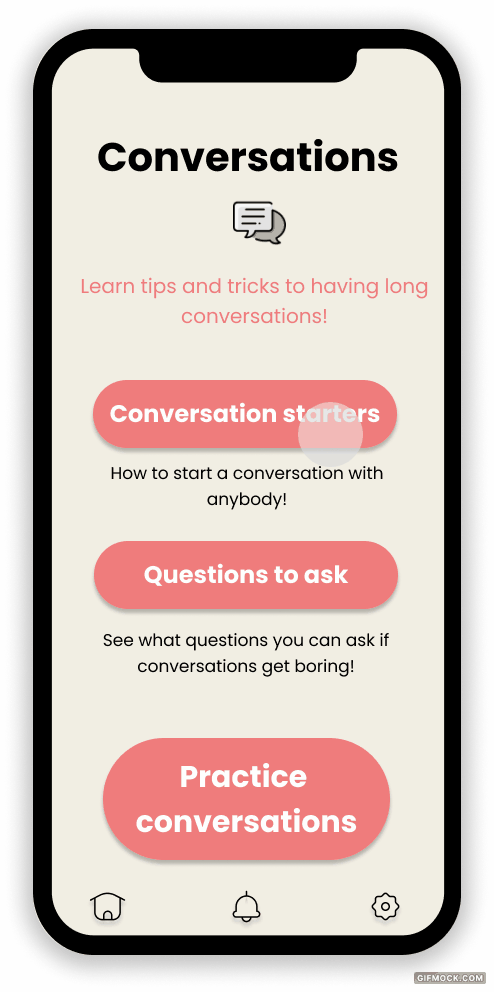 Conversations
Learn tips and tricks to having long
conversations!
Conversation starters
How to start a conversation with
anybody!
Questions to ask
See what questions you can ask if
conversations get boring!
Practice
conversations
GIFMOCK.COM